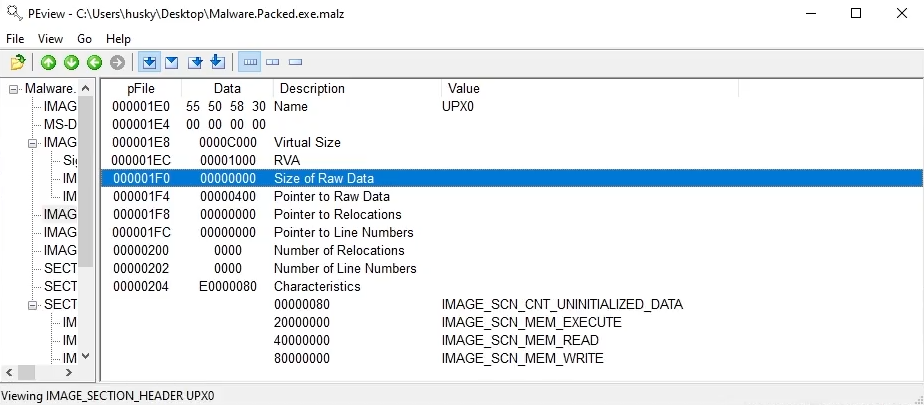 PEview - C:\Users\husky\Desktop\Malware.Packed.exe.malz
File View Go Help
Malware.
IMAG
MS-D
IMAG
Si
IM
IM
IMAG
IMAG
IMAG
SECT
SECT
SECT
IM
IM
IM
pFile Data Description Value
000001E0 55 50 58 30 Name UPX0
000001E4 00 00 00 00
000001E8 0000C000 Virtual Size
000001EC 00001000 RVA
000001F0 00000000 Size of Raw Data
000001F4 00000400 Pointer to Raw Data
000001F8 00000000 Pointer to Relocations
000001FC 00000000 Pointer to Line Numbers
00000200 0000 Number of Relocations
00000202 0000 Number of Line Numbers
00000204 E0000080 Characteristics
00000080 IMAGE_SCN_CNT_UNINITIALIZED_DATA
20000000 IMAGE_SCN_MEM_EXECUTE
40000000 IMAGE_SCN_MEM_READ
80000000 IMAGE_SCN_MEM_WRITE
Viewing IMAGE_SECTION_HEADER UPX0